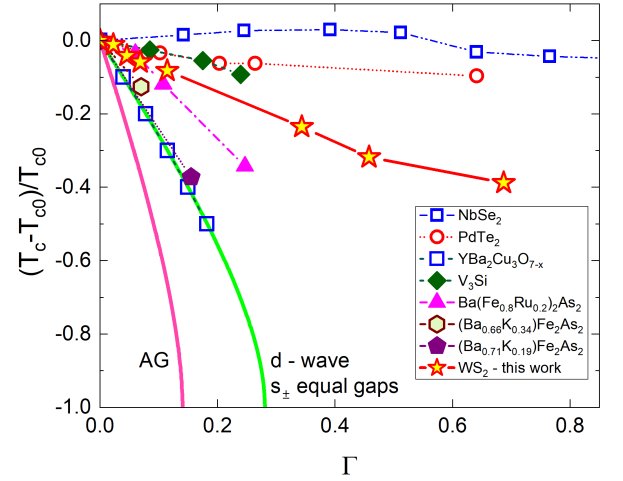 0.0
-0.2
-0.4
-0.6
-0.8
-1.0
(T_c-T_c0)/T_c0
NbSe₂
PdTe₂
YBa₂Cu₃O₇₋ₓ
V₃Si
Ba(Fe₀.₈Ru₀.₂)₂As₂
(Ba₀.₆₆K₀.₃₄)Fe₂As₂
(Ba₀.₇₁K₀.₁₉)Fe₂As₂
WS₂ - this work
AG
d - wave
s± equal gaps
0.0 0.2 0.4 0.6 0.8
Γ